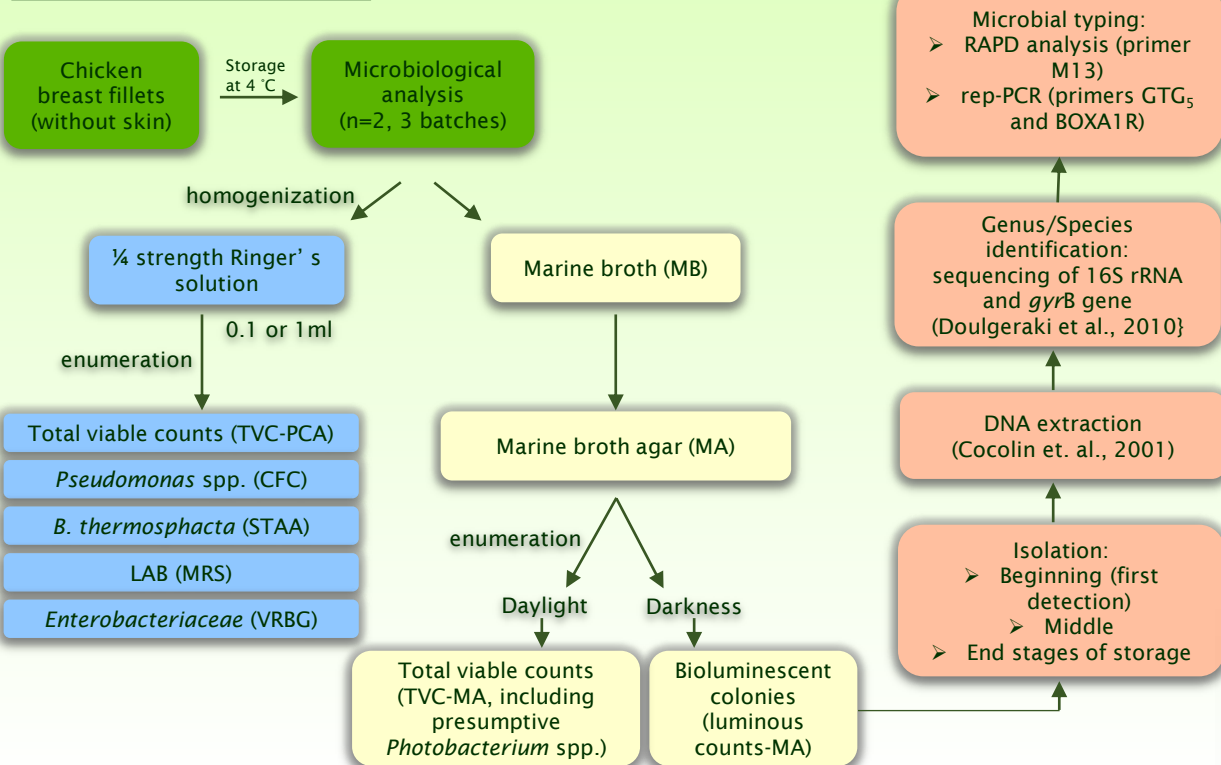 Chicken
breast fillets
(without skin)
Storage
at 4 °C
Microbiological
analysis
(n=2, 3 batches)
homogenization
¼ strength Ringer’ s
solution
0.1 or 1ml
enumeration
Total viable counts (TVC-PCA)
Pseudomonas spp. (CFC)
B. thermosphacta (STAA)
LAB (MRS)
Enterobacteriaceae (VRBG)
Marine broth (MB)
Marine broth agar (MA)
enumeration
Daylight
Darkness
Total viable counts
(TVC-MA, including
presumptive
Photobacterium spp.)
Bioluminescent
colonies
(luminous
counts-MA)
Isolation:
➢ Beginning (first
detection)
➢ Middle
➢ End stages of storage
DNA extraction
(Cocolin et. al., 2001)
Genus/Species
identification:
sequencing of 16S rRNA
and gyrB gene
(Doulgeraki et al., 2010}
Microbial typing:
➢ RAPD analysis (primer
M13)
➢ rep-PCR (primers GTG₅
and BOXA1R)